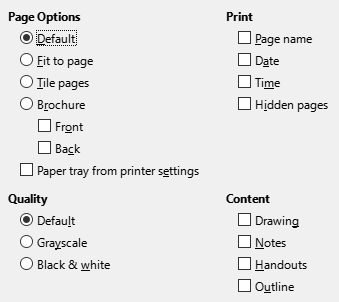 Page Options
Default
Fit to page
Tile pages
Brochure
Front
Back
Paper tray from printer settings
Print
Page name
Date
Time
Hidden pages
Quality
Default
Grayscale
Black & white
Content
Drawing
Notes
Handouts
Outline